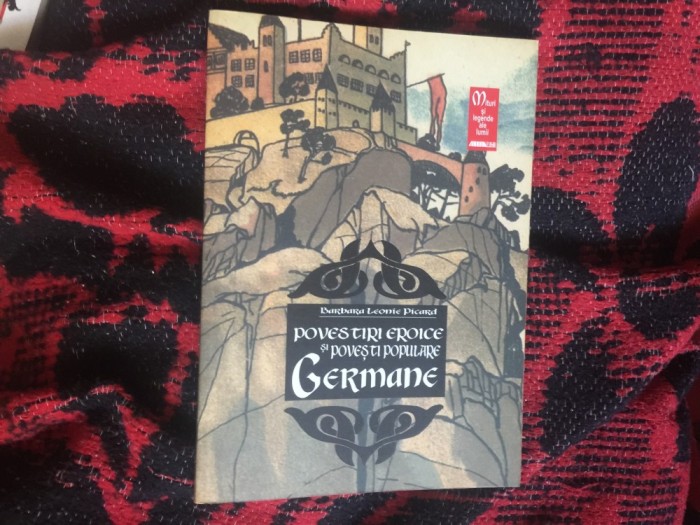 Mituri
și
legende
ale
lumii
Barbara Leonie Picard
POVESTIRI EROICE
și POVEȘTI POPULARE
GERMANE